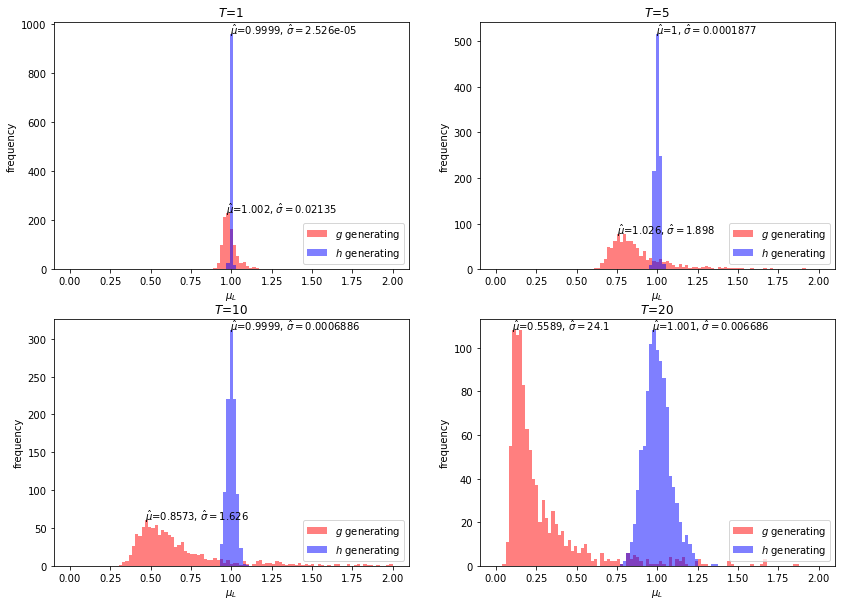 T=1
μ̂=0.9999, σ̂ = 2.526e-05
μ̂=1.002, σ̂ = 0.02135
frequency
1000
800
600
400
200
0
0.00 0.25 0.50 0.75 1.00 1.25 1.50 1.75 2.00
μ_L
g generating
h generating
T=5
μ̂=1, σ̂ = 0.0001877
μ̂=1.026, σ̂ = 1.898
frequency
500
400
300
200
100
0
0.00 0.25 0.50 0.75 1.00 1.25 1.50 1.75 2.00
μ_L
g generating
h generating
T=10
μ̂=0.9999, σ̂ = 0.0006886
μ̂=0.8573, σ̂ = 1.626
frequency
300
250
200
150
100
50
0
0.00 0.25 0.50 0.75 1.00 1.25 1.50 1.75 2.00
μ_L
g generating
h generating
T=20
μ̂=0.5589, σ̂ = 24.1
μ̂=1.001, σ̂ = 0.006686
frequency
100
80
60
40
20
0
0.00 0.25 0.50 0.75 1.00 1.25 1.50 1.75 2.00
μ_L
g generating
h generating